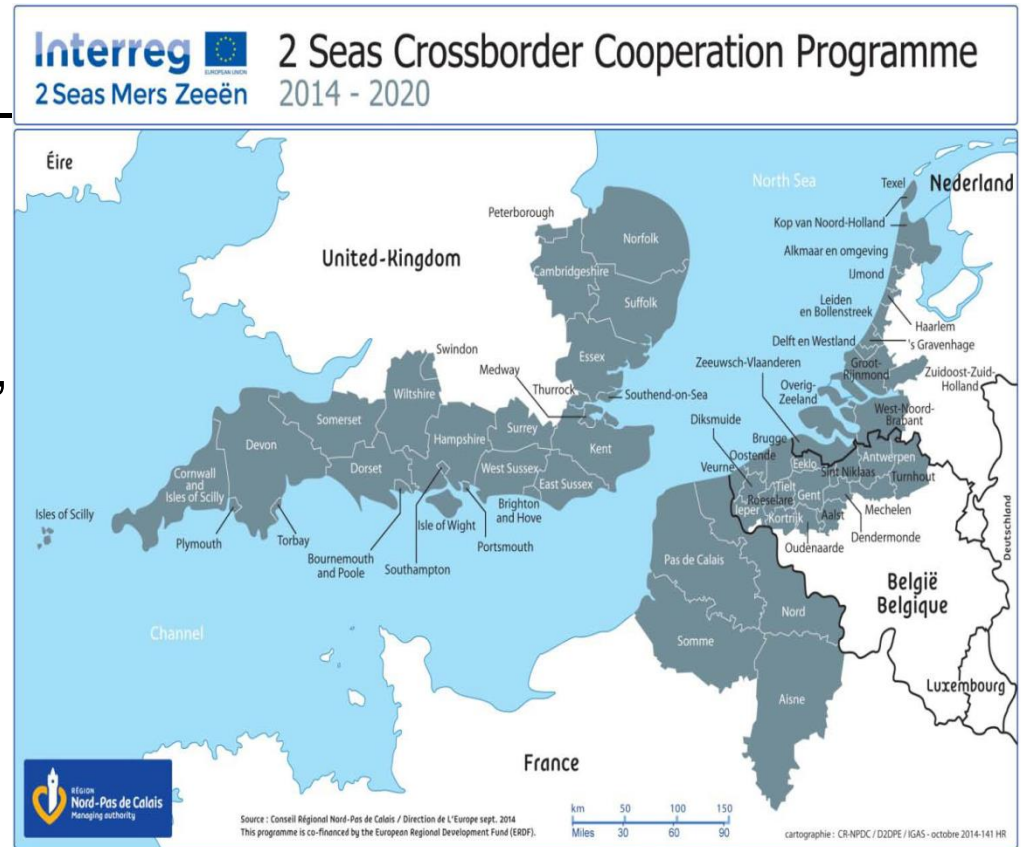 Interreg
EUROPEAN UNION
2 Seas Mers Zeeën
2 Seas Crossborder Cooperation Programme
2014 - 2020
Éire
United-Kingdom
North Sea
Nederland
Texel
Kop van Noord-Holland
Alkmaar en omgeving
IJmond
Leiden
en Bollenstreek
Haarlem
Delft en Westland
's Gravenhage
Groot-
Rijnmond
Zuidoost-Zuid-
Holland
Zeeuwsch-Vlaanderen
Overig-
Zeeland
West-Noord-
Brabant
Peterborough
Norfolk
Cambridgeshire
Suffolk
Essex
Swindon
Medway
Thurrock
Southend-on-Sea
Wiltshire
Somerset
Hampshire
Surrey
Kent
Devon
Dorset
West Sussex
East Sussex
Cornwall
and
Isles of Scilly
Isles of Scilly
Plymouth
Torbay
Bournemouth
and Poole
Southampton
Isle of Wight
Portsmouth
Brighton
and Hove
Diksmuide
Brugge
Oostende
Veurne
Eeklo
Sint Niklaas
Antwerpen
Turnhout
Tielt
Roeselare
Gent
Ieper
Kortrijk
Aalst
Mechelen
Dendermonde
Oudenaarde
Pas de Calais
Nord
Somme
Aisne
België
Belgique
Deutschland
Luxembourg
Channel
France
RÉGION
Nord-Pas de Calais
Managing authority
Source : Conseil Régional Nord-Pas de Calais / Direction de L'Europe sept. 2014
This programme is co-financed by the European Regional Development Fund (ERDF).
km 50 100 150
Miles 30 60 90
cartographie : CR-NPDC / D2DPE / IGAS - octobre 2014-141 HR
,